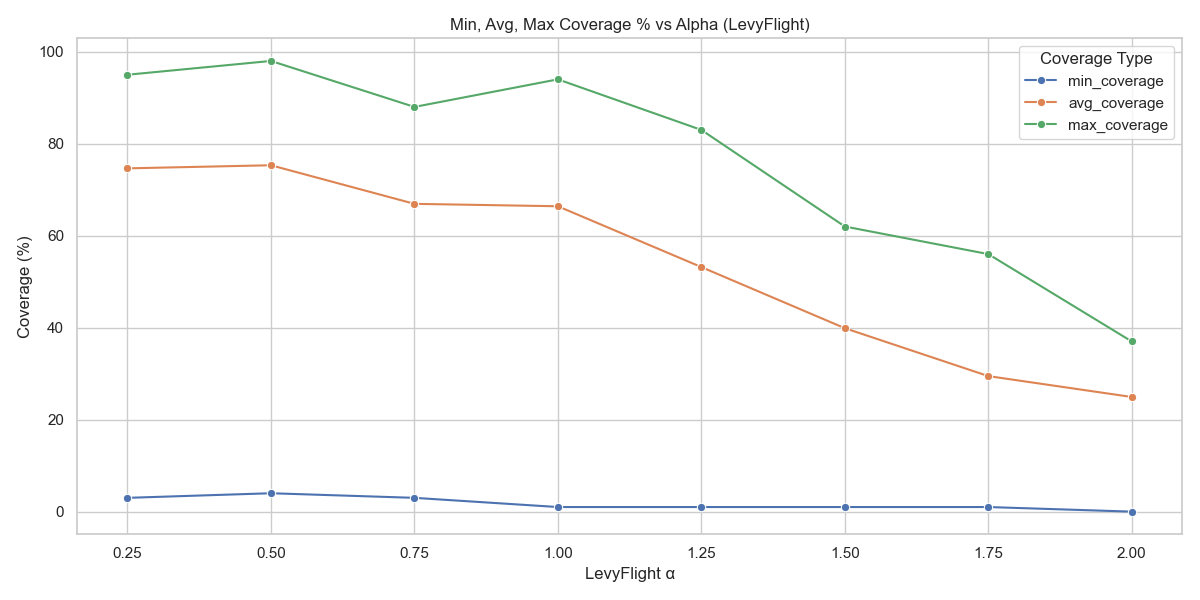 Min, Avg, Max Coverage % vs Alpha (LevyFlight)
Coverage Type
min_coverage
avg_coverage
max_coverage
Coverage (%)
100
80
60
40
20
0
0.25 0.50 0.75 1.00 1.25 1.50 1.75 2.00
LevyFlight α